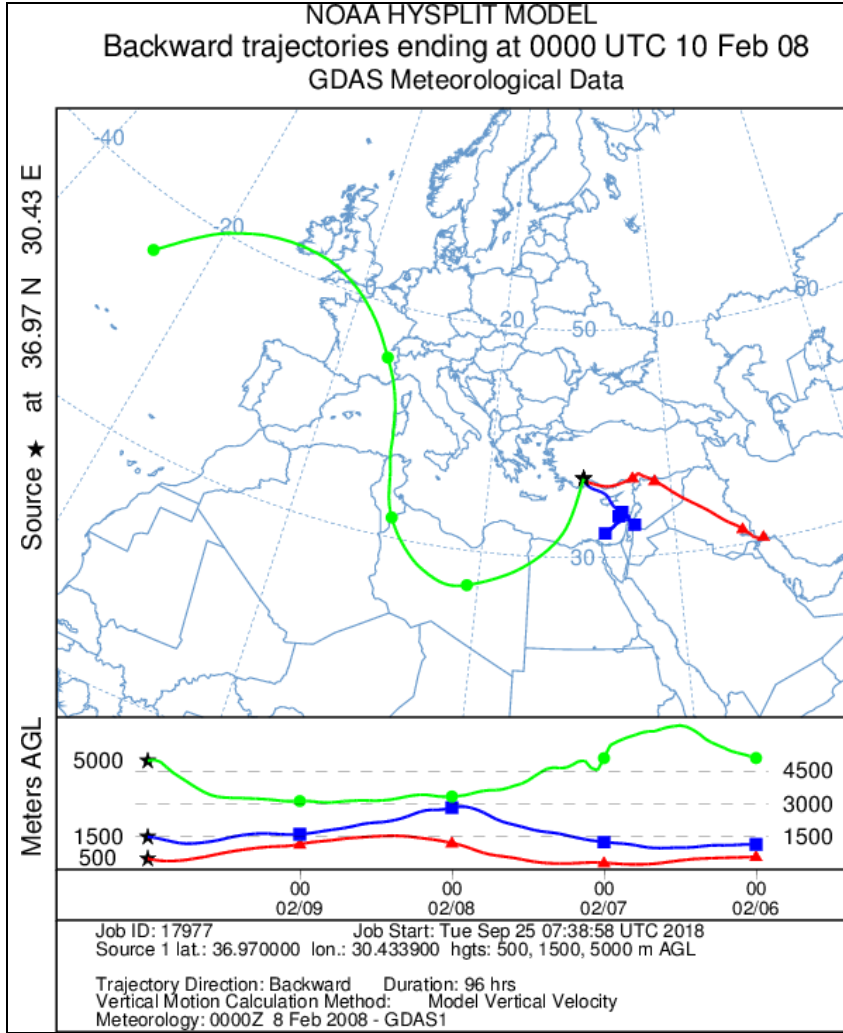 NOAA HYSPLIT MODEL
Backward trajectories ending at 0000 UTC 10 Feb 08
GDAS Meteorological Data
Source ★ at 36.97 N 30.43 E
-40
-20
0
20
50
40
60
30
Meters AGL
5000
1500
500
4500
3000
1500
00 00 00 00
02/09 02/08 02/07 02/06
Job ID: 17977 Job Start: Tue Sep 25 07:38:58 UTC 2018
Source 1 lat.: 36.970000 lon.: 30.433900 hgts: 500, 1500, 5000 m AGL
Trajectory Direction: Backward Duration: 96 hrs
Vertical Motion Calculation Method: Model Vertical Velocity
Meteorology: 0000Z 8 Feb 2008 - GDAS1